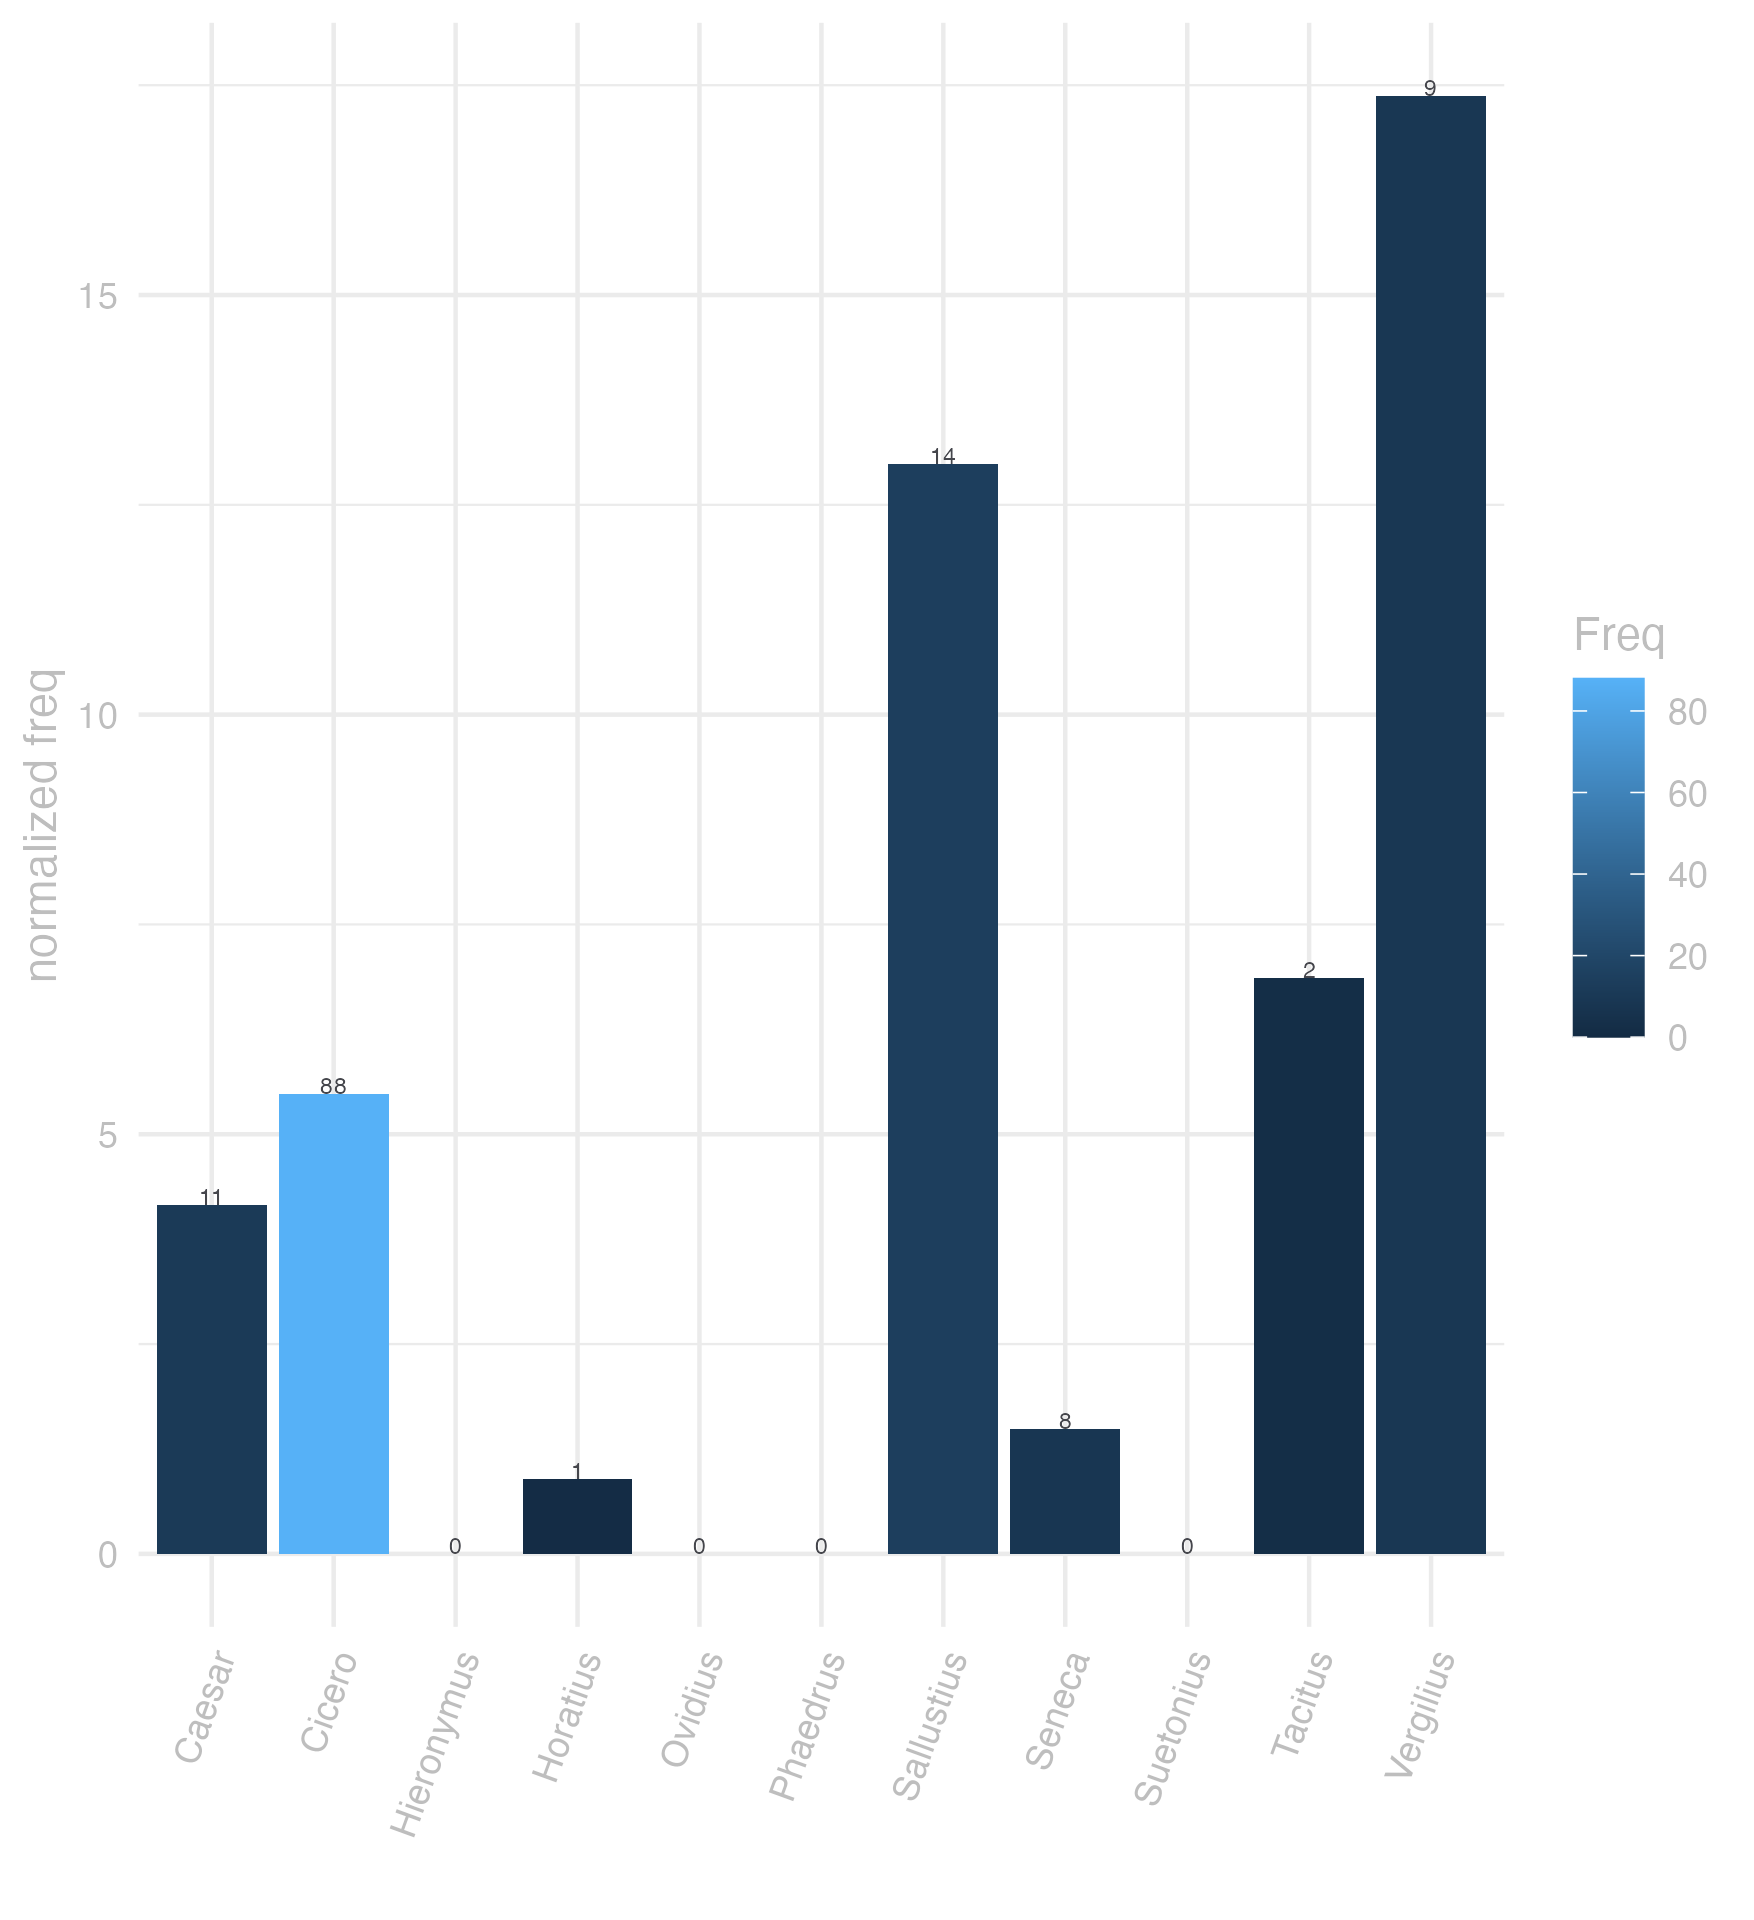 9
15
14
Freq
80
10
60
normalized freq
40
2
20
0
88
5
11
8
1
0
0
0
0
0
Caesar
Cicero
Hieronymus
Horatius
Ovidius
Phaedrus
Sallustius
Seneca
Suetonius
Tacitus
Vergilius